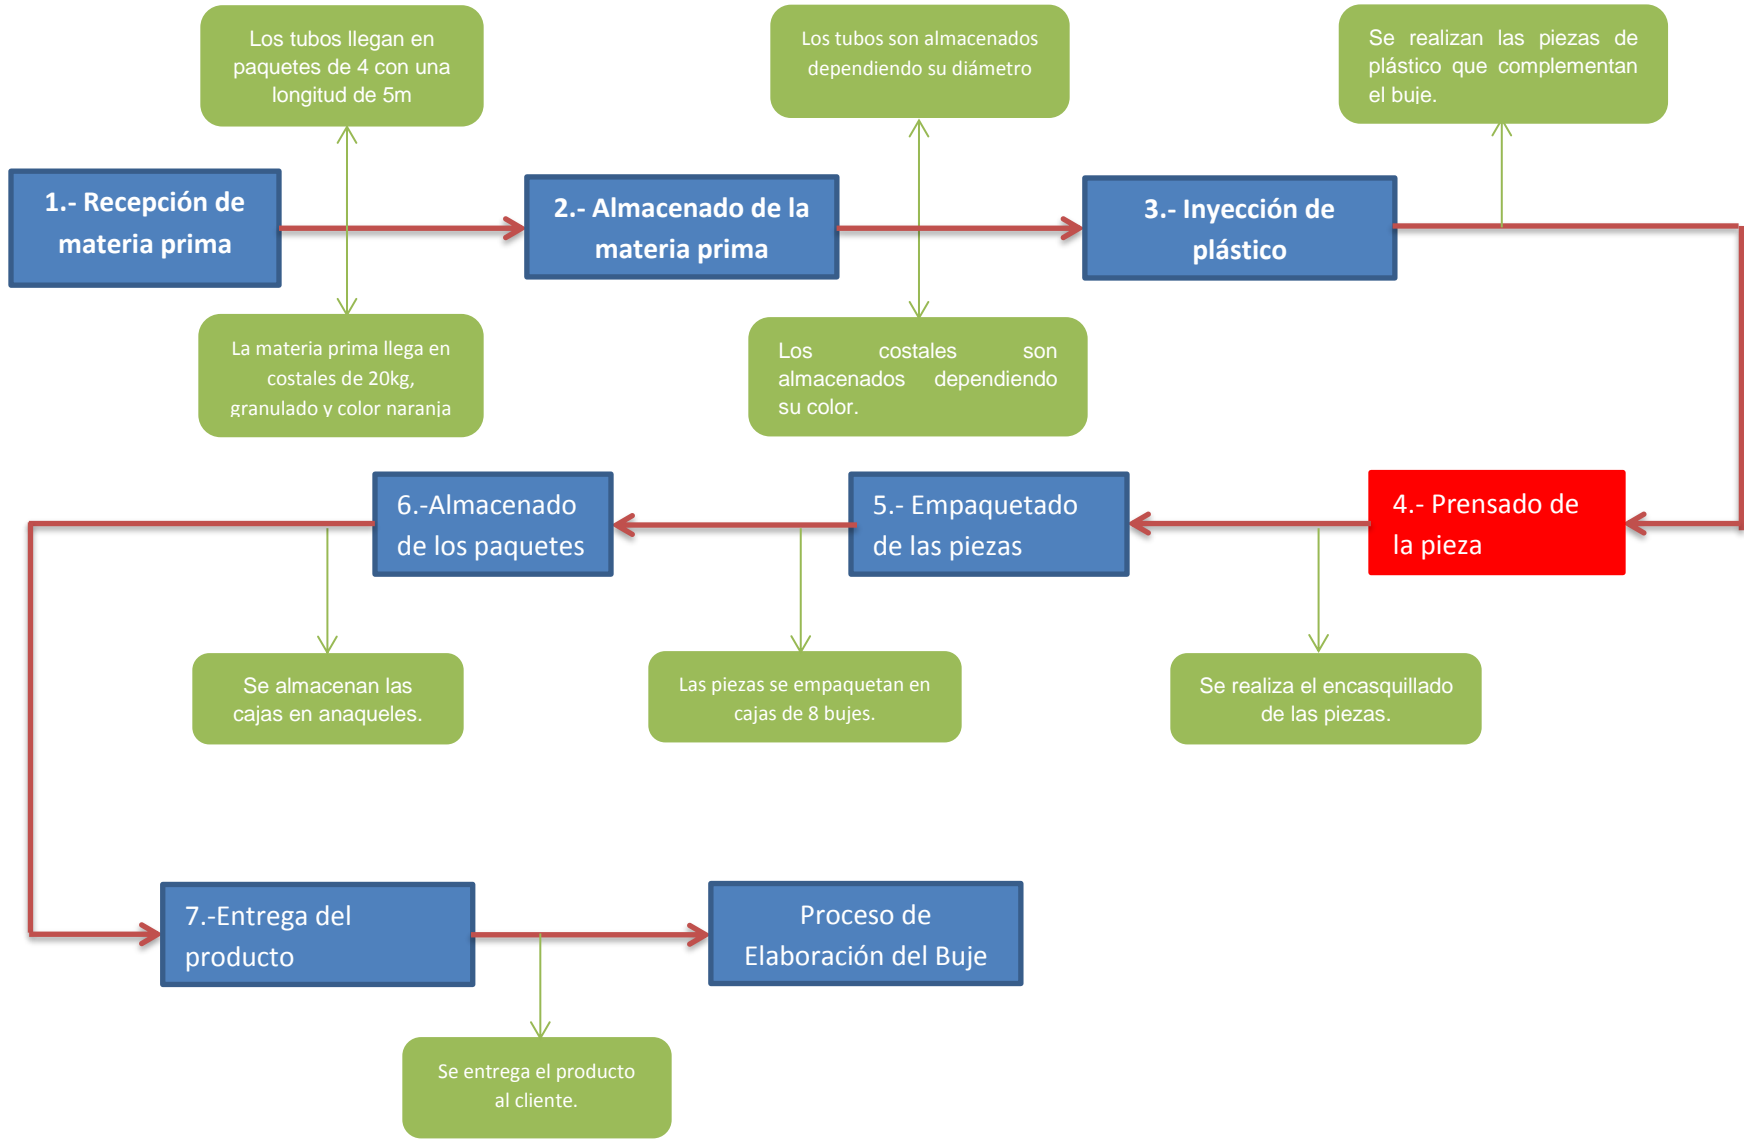 Los tubos llegan en
paquetes de 4 con una
longitud de 5m
Los tubos son almacenados
dependiendo su diámetro
Se realizan las piezas de
plástico que complementan
el buje.
1.- Recepción de
materia prima
2.- Almacenado de la
materia prima
3.- Inyección de
plástico
La materia prima llega en
costales de 20kg,
granulado y color naranja
Los costales son
almacenados dependiendo
su color.
6.-Almacenado
de los paquetes
5.- Empaquetado
de las piezas
4.- Prensado de
la pieza
Se almacenan las
cajas en anaqueles.
Las piezas se empaquetan en
cajas de 8 bujes.
Se realiza el encasquillado
de las piezas.
7.-Entrega del
producto
Proceso de
Elaboración del Buje
Se entrega el producto
al cliente.